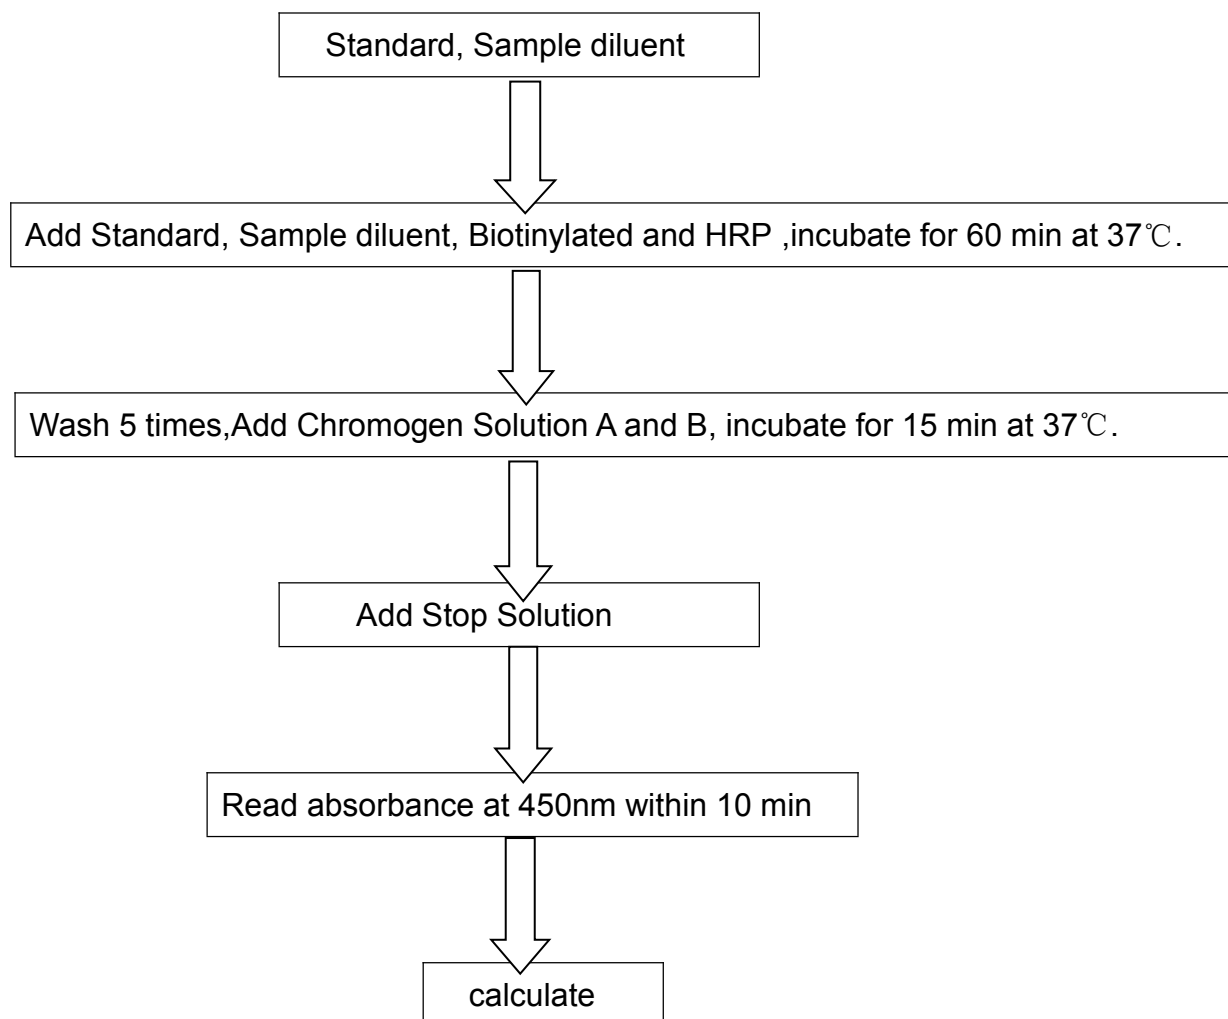 Standard, Sample diluent
Add Standard, Sample diluent, Biotinylated and HRP ,incubate for 60 min at 37℃.
Wash 5 times,Add Chromogen Solution A and B, incubate for 15 min at 37℃.
Add Stop Solution
Read absorbance at 450nm within 10 min
calculate